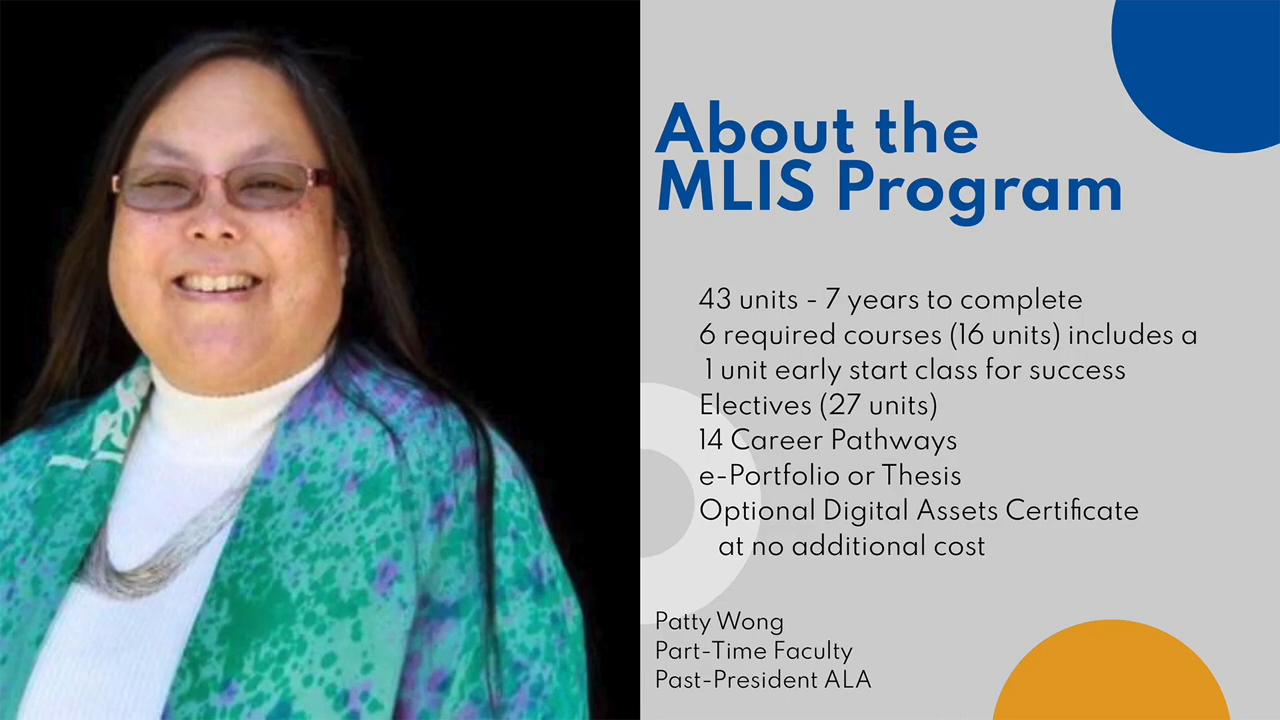 About the
MLIS Program
43 units - 7 years to complete
6 required courses (16 units) includes a
1 unit early start class for success
Electives (27 units)
14 Career Pathways
e-Portfolio or Thesis
Optional Digital Assets Certificate
at no additional cost
Patty Wong
Part-Time Faculty
Past-President ALA